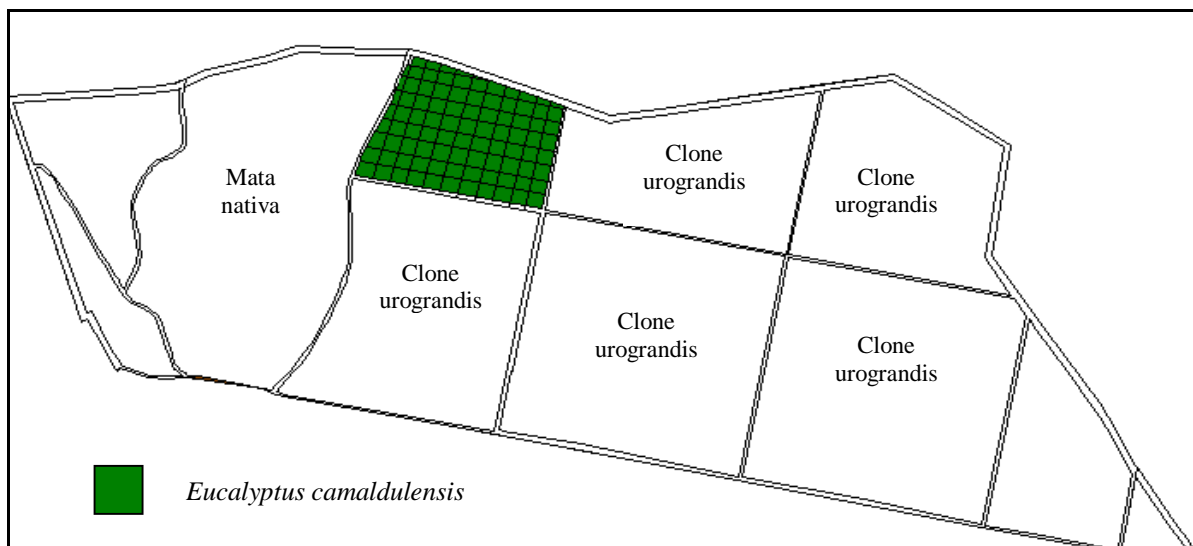 Clone
urograndis
Clone
urograndis
Mata
nativa
Clone
urograndis
Clone
urograndis
Clone
urograndis
Eucalyptus camaldulensis